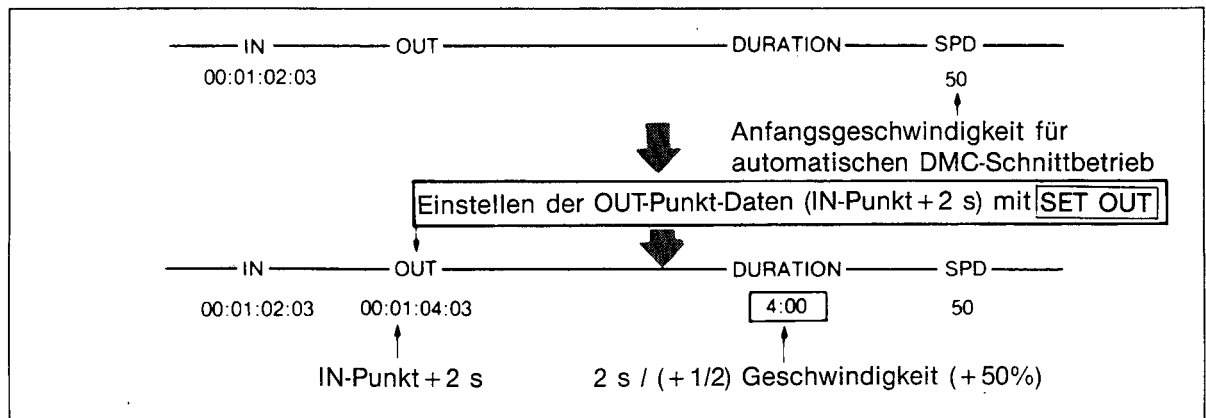 IN OUT DURATION SPD
00:01:02:03 50
Anfangsgeschwindigkeit für
automatischen DMC-Schnittbetrieb
Einstellen der OUT-Punkt-Daten (IN-Punkt + 2 s) mit SET OUT
IN OUT DURATION SPD
00:01:02:03 00:01:04:03 4:00 50
IN-Punkt + 2 s 2 s / (+ 1/2) Geschwindigkeit (+ 50%)